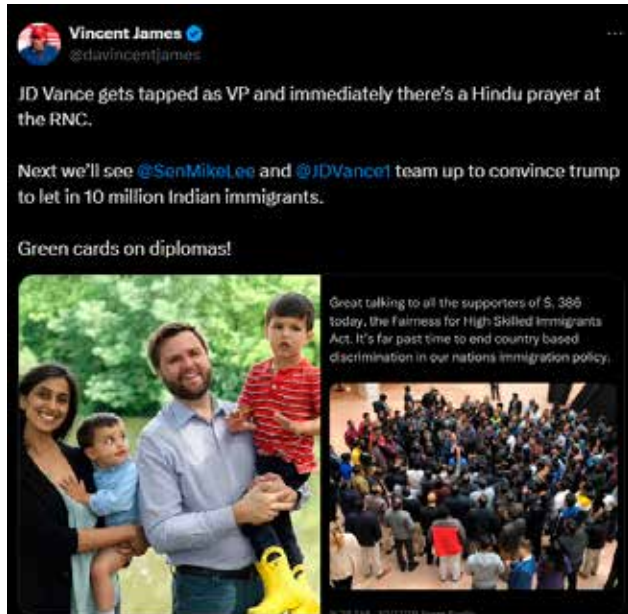 Vincent James
@davincentjames
JD Vance gets tapped as VP and immediately there's a Hindu prayer at
the RNC.
Next we'll see @SenMikeLee and @JDVance1 team up to convince trump
to let in 10 million Indian immigrants.
Green cards on diplomas!
Great talking to all the supporters of S. 386
today, the Fairness for High Skilled Immigrants
Act. It's far past time to end country based
discrimination in our nations immigration policy.